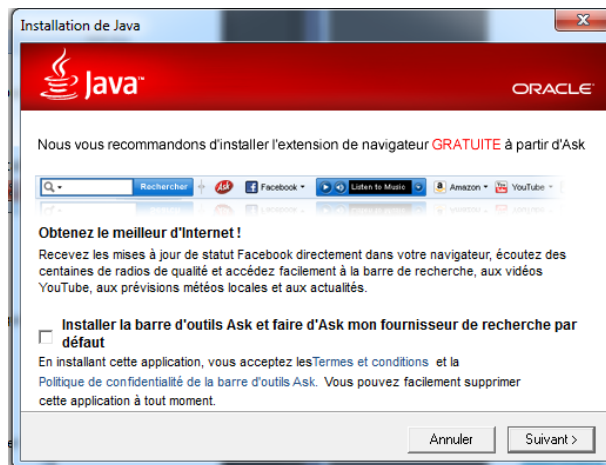 Installation de Java
Java™
ORACLE
Nous vous recommandons d'installer l'extension de navigateur GRATUITE à partir d'Ask
Rechercher Ask Facebook Listen to Music Amazon YouTube
Obtenez le meilleur d'Internet !
Recevez les mises à jour de statut Facebook directement dans votre navigateur, écoutez des
centaines de radios de qualité et accédez facilement à la barre de recherche, aux vidéos
YouTube, aux prévisions météos locales et aux actualités.
Installer la barre d'outils Ask et faire d'Ask mon fournisseur de recherche par
défaut
En installant cette application, vous acceptez lesTermes et conditions et la
Politique de confidentialité de la barre d'outils Ask. Vous pouvez facilement supprimer
cette application à tout moment.
Annuler Suivant >